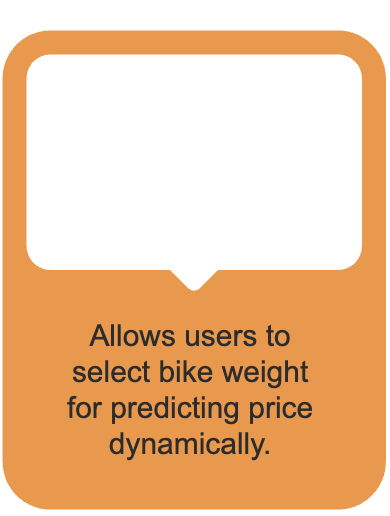 Allows users to
select bike weight
for predicting price
dynamically.